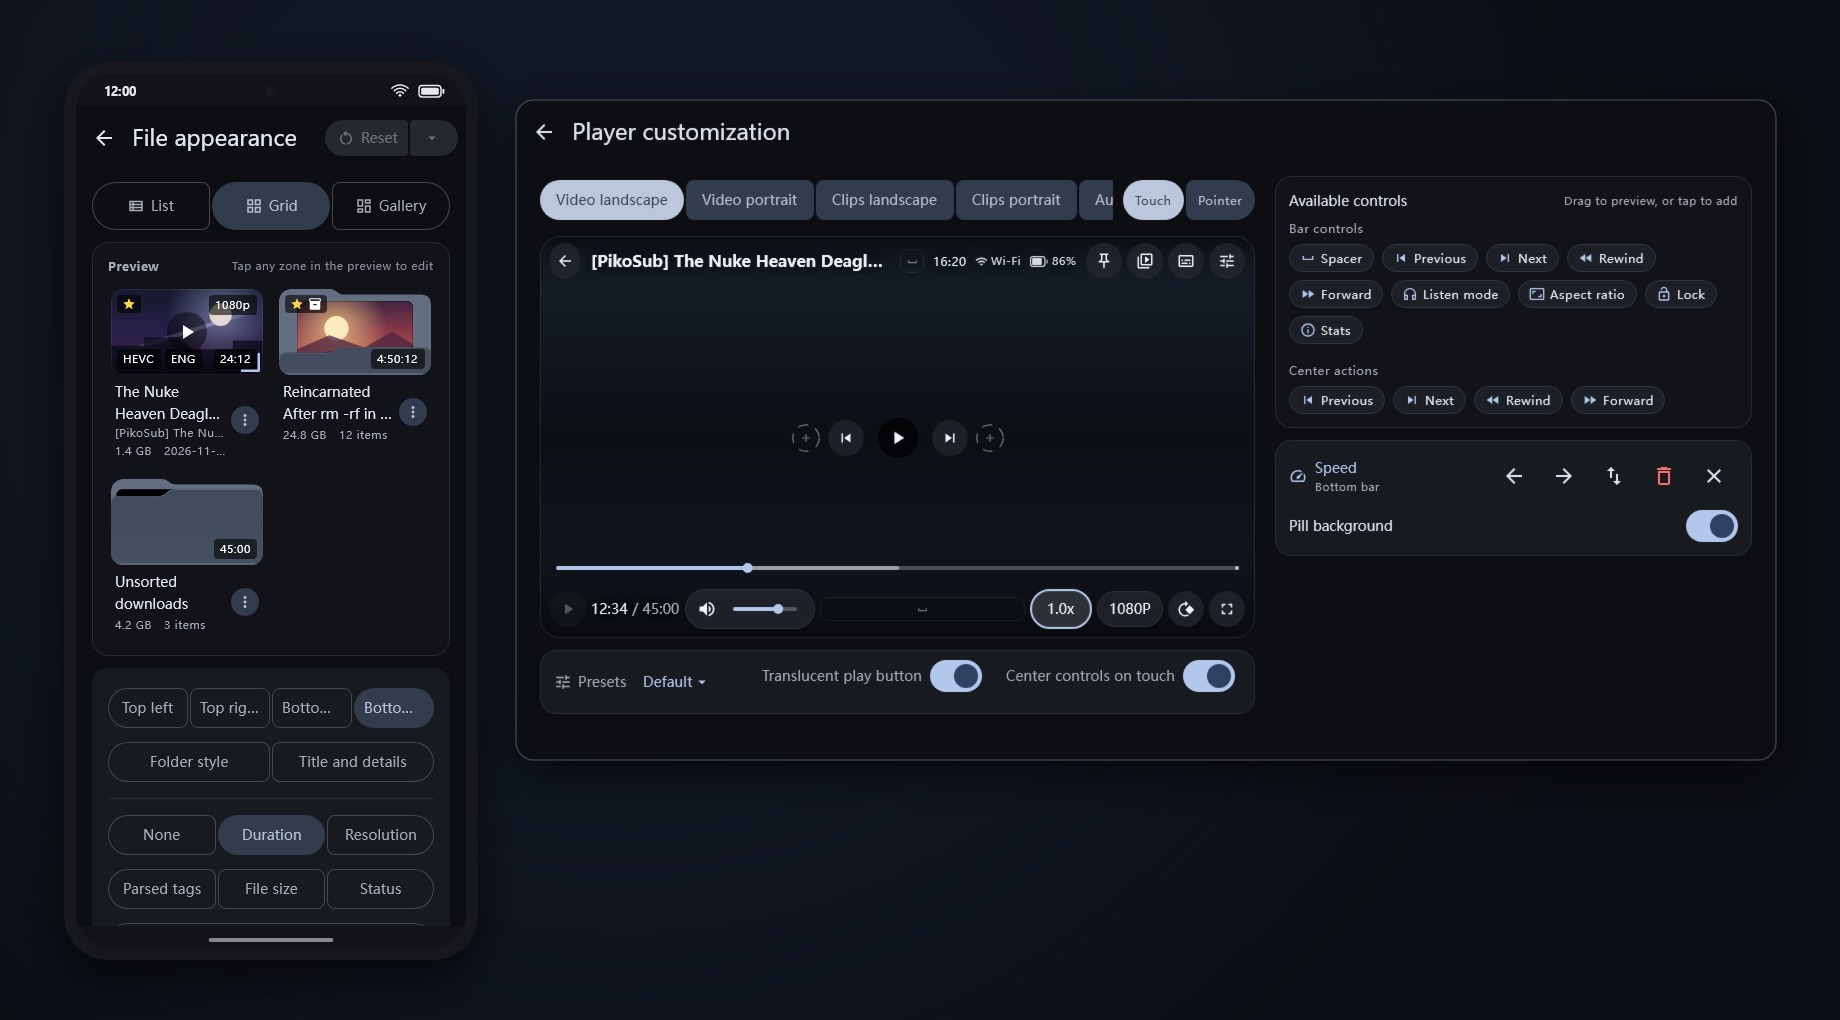 12:00
File appearance
Reset
List
Grid
Gallery
Preview
Tap any zone in the preview to edit
1080p
HEVC
ENG
24:12
The Nuke
Heaven Deagl...
[PikoSub] The Nu...
1.4 GB 2026-11-...
4:50:12
Reincarnated
After rm -rf in ...
24.8 GB 12 items
45:00
Unsorted
downloads
4.2 GB 3 items
Top left
Top rig...
Botto...
Botto...
Folder style
Title and details
None
Duration
Resolution
Parsed tags
File size
Status
Player customization
Video landscape
Video portrait
Clips landscape
Clips portrait
Au
Touch
Pointer
[PikoSub] The Nuke Heaven Deagl...
16:20
Wi-Fi
86%
12:34 / 45:00
1.0x
1080P
Presets
Default
Translucent play button
Center controls on touch
Available controls
Drag to preview, or tap to add
Bar controls
Spacer
Previous
Next
Rewind
Forward
Listen mode
Aspect ratio
Lock
Stats
Center actions
Previous
Next
Rewind
Forward
Speed
Bottom bar
Pill background